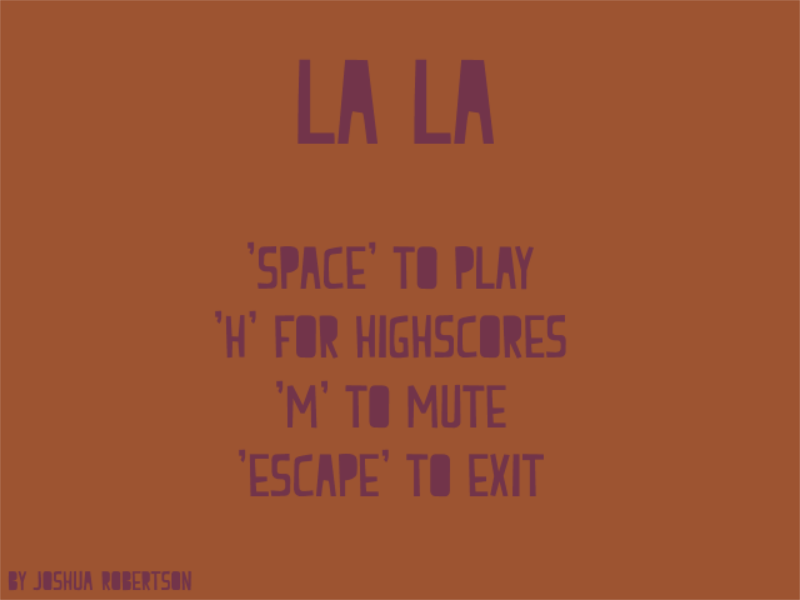 LA LA
'SPACE' TO PLAY
'H' FOR HIGHSCORES
'M' TO MUTE
'ESCAPE' TO EXIT
BY JOSHUA ROBERTSON